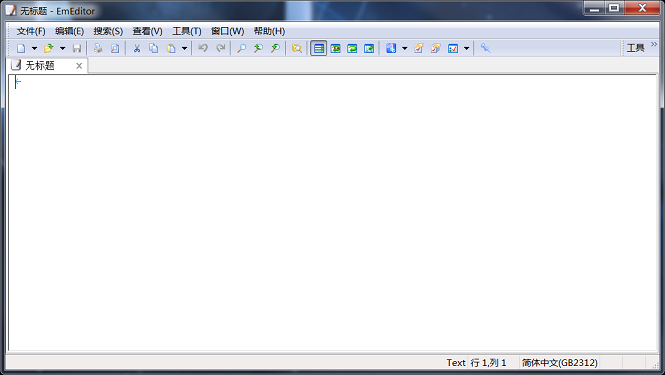 无标题 - EmEditor
文件(F) 编辑(E) 搜索(S) 查看(V) 工具(T) 窗口(W) 帮助(H)
工具
无标题
Text 行 1,列 1 简体中文(GB2312)